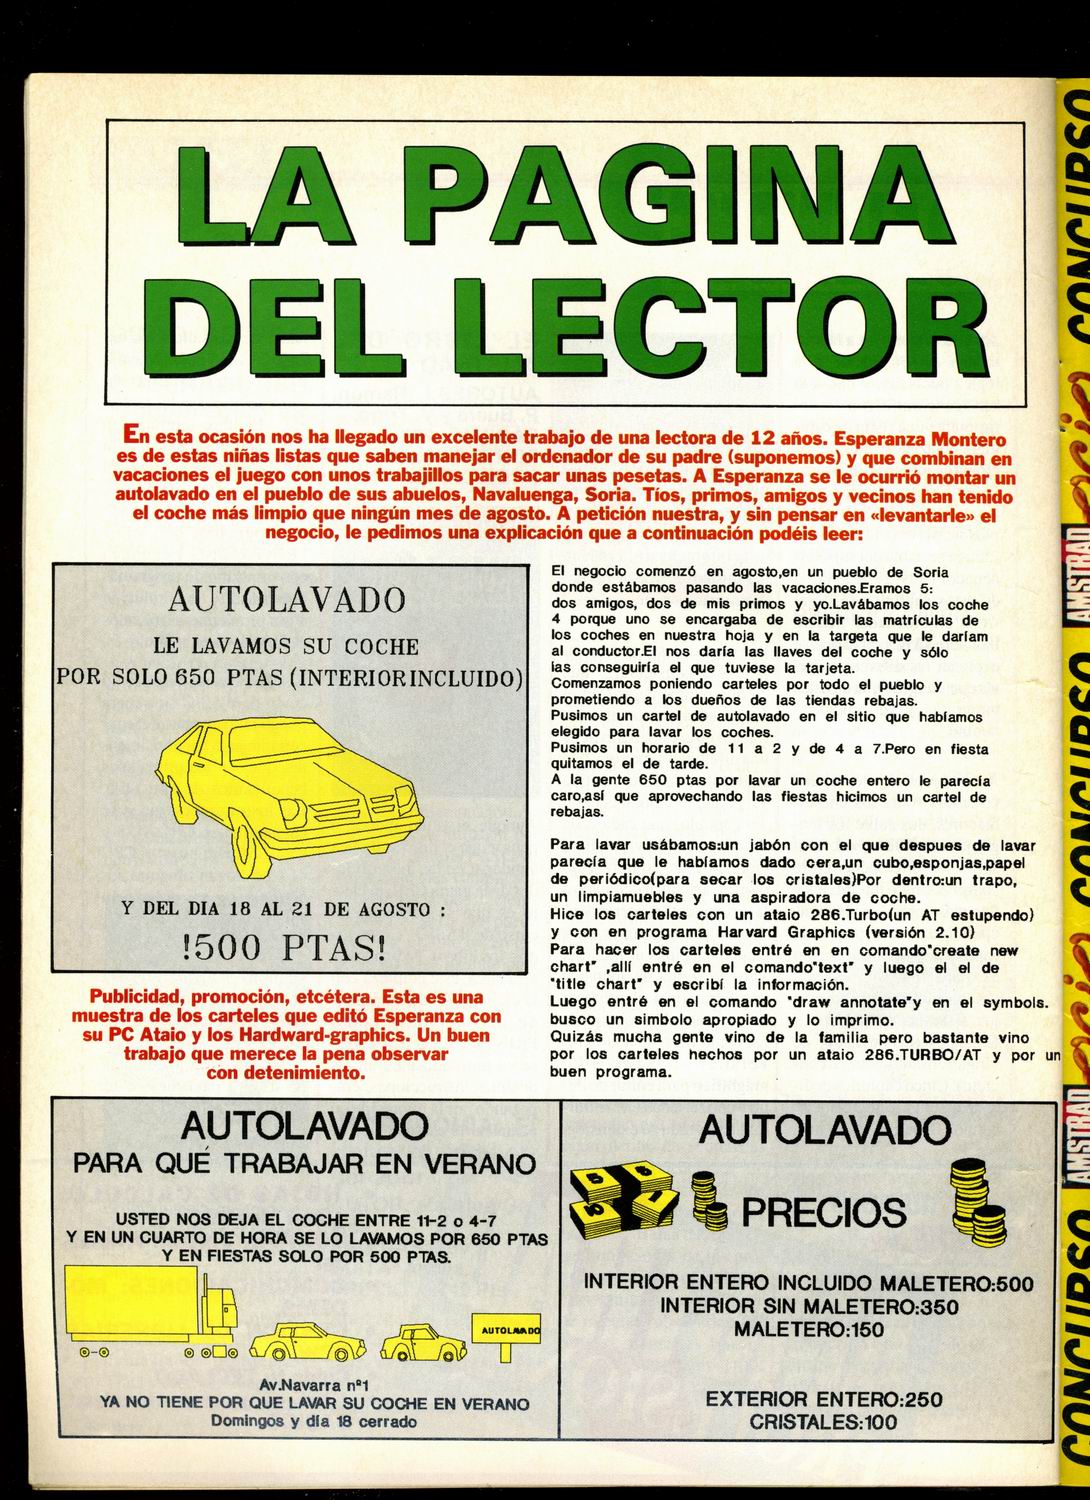 LA PAGINA
DEL LECTOR
En esta ocasión nos ha llegado un excelente trabajo de una lectora de 12 años. Esperanza Montero
es de estas niñas listas que saben manejar el ordenador de su padre (suponemos) y que combinan en
vacaciones el juego con unos trabajillos para sacar unas pesetas. A Esperanza se le ocurrió montar un
autolavado en el pueblo de sus abuelos, Navaluenga, Soria. Tíos, primos, amigos y vecinos han tenido
el coche más limpio que ningún mes de agosto. A petición nuestra, y sin pensar en «levantarle» el
negocio, le pedimos una explicación que a continuación podéis leer:
AUTOLAVADO
LE LAVAMOS SU COCHE
POR SOLO 650 PTAS (INTERIOR INCLUIDO)
Y DEL DIA 18 AL 21 DE AGOSTO :
!500 PTAS!
Publicidad, promoción, etcétera. Esta es una
muestra de los carteles que editó Esperanza con
su PC Ataio y los Hardward-graphics. Un buen
trabajo que merece la pena observar
con detenimiento.
El negocio comenzó en agosto,en un pueblo de Soria
donde estábamos pasando las vacaciones.Eramos 5:
dos amigos, dos de mis primos y yo.Lavábamos los coche
4 porque uno se encargaba de escribir las matrículas de
los coches en nuestra hoja y en la targeta que le daríam
al conductor.El nos daría las llaves del coche y sólo
las conseguiría el que tuviese la tarjeta.
Comenzamos poniendo carteles por todo el pueblo y
prometiendo a los dueños de las tiendas rebajas.
Pusimos un cartel de autolavado en el sitio que habíamos
elegido para lavar los coches.
Pusimos un horario de 11 a 2 y de 4 a 7.Pero en fiesta
quitamos el de tarde.
A la gente 650 ptas por lavar un coche entero le parecía
caro,así que aprovechando las fiestas hicimos un cartel de
rebajas.
Para lavar usábamos:un jabón con el que despues de lavar
parecía que le habíamos dado cera,un cubo,esponjas,papel
de periódico(para secar los cristales)Por dentro:un trapo,
un limpiamuebles y una aspiradora de coche.
Hice los carteles con un ataio 286.Turbo(un AT estupendo)
y con en programa Harvard Graphics (versión 2.10)
Para hacer los carteles entré en en comando"create new
chart" ,allí entré en el comando"text" y luego el el de
"title chart" y escribí la información.
Luego entré en el comando "draw annotate"y en el symbols.
busco un simbolo apropiado y lo imprimo.
Quizás mucha gente vino de la familia pero bastante vino
por los carteles hechos por un ataio 286.TURBO/AT y por un
buen programa.
AUTOLAVADO
PARA QUÉ TRABAJAR EN VERANO
USTED NOS DEJA EL COCHE ENTRE 11-2 o 4-7
Y EN UN CUARTO DE HORA SE LO LAVAMOS POR 650 PTAS
Y EN FIESTAS SOLO POR 500 PTAS.
AUTOLAVADO
Av.Navarra nº1
YA NO TIENE POR QUE LAVAR SU COCHE EN VERANO
Domingos y día 18 cerrado
AUTOLAVADO
PRECIOS
INTERIOR ENTERO INCLUIDO MALETERO:500
INTERIOR SIN MALETERO:350
MALETERO:150
EXTERIOR ENTERO:250
CRISTALES:100
CONCURSO
AMSTRAD
CONCURSO
AMSTRAD
CONCURSO